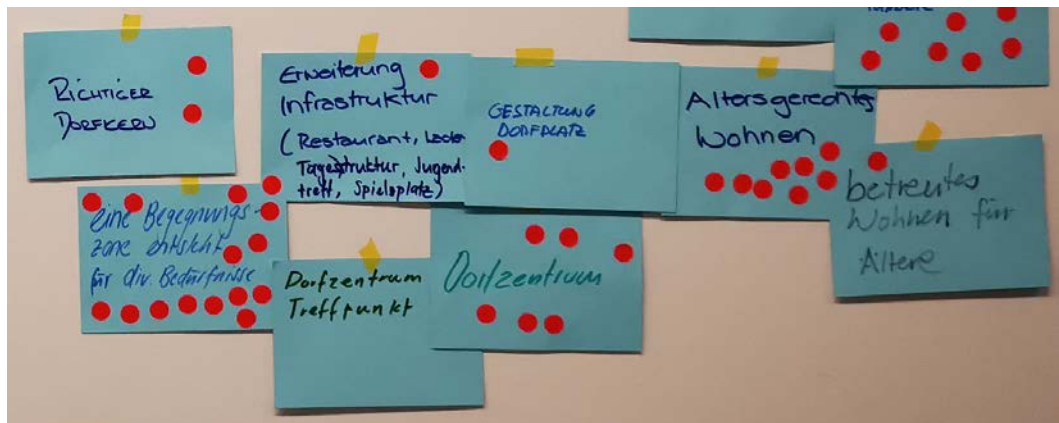 RICHTIGER
DORFKERN
Erweiterung
Infrastruktur
(Restaurant, Laden
Tagesstruktur, Jugend-
treff, Spielplatz)
GESTALTUNG
DORFPLATZ
Altersgerechtes
Wohnen
betreutes
Wohnen für
Ältere
eine Begegnungs-
zone entsteht
für div. Bedürfnisse
Dorfzentrum
Treffpunkt
Dorfzentrum